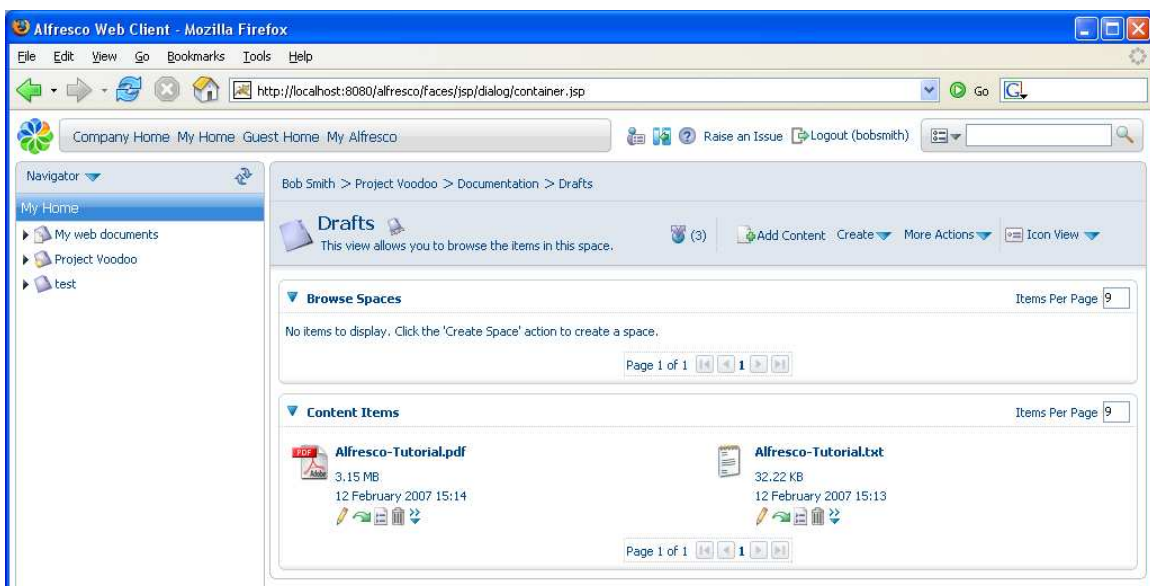 Alfresco Web Client - Mozilla Firefox
File Edit View Go Bookmarks Tools Help
http://localhost:8080/alfresco/faces/jsp/dialog/container.jsp Go G
Company Home My Home Guest Home My Alfresco Raise an Issue Logout (bobsmith)
Navigator
Bob Smith > Project Voodoo > Documentation > Drafts
My Home
My web documents
Project Voodoo
test
Drafts
This view allows you to browse the items in this space.
(3) Add Content Create More Actions Icon View
Browse Spaces Items Per Page 9
No items to display. Click the 'Create Space' action to create a space.
Page 1 of 1 1
Content Items Items Per Page 9
PDF Adobe
Alfresco-Tutorial.pdf
3.15 MB
12 February 2007 15:14
Alfresco-Tutorial.txt
32.22 KB
12 February 2007 15:13
Page 1 of 1 1